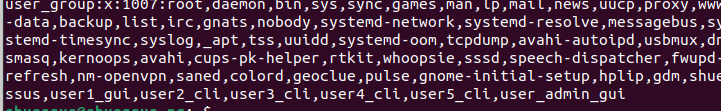 user_group:x:1007:root,daemon,bin,sys,sync,games,man,lp,mail,news,uucp,proxy,www
-data,backup,list,irc,gnats,nobody,systemd-network,systemd-resolve,messagebus,sy
stemd-timesync,syslog,_apt,tss,uuidd,systemd-oom,tcpdump,avahi-autoipd,usbmux,dn
smasq,kernoops,avahi,cups-pk-helper,rtkit,whoopsie,sssd,speech-dispatcher,fwupd-
refresh,nm-openvpn,saned,colord,geoclue,pulse,gnome-initial-setup,hplip,gdm,shue
ssus,user1_gui,user2_cli,user3_cli,user4_cli,user5_cli,user_admin_gui